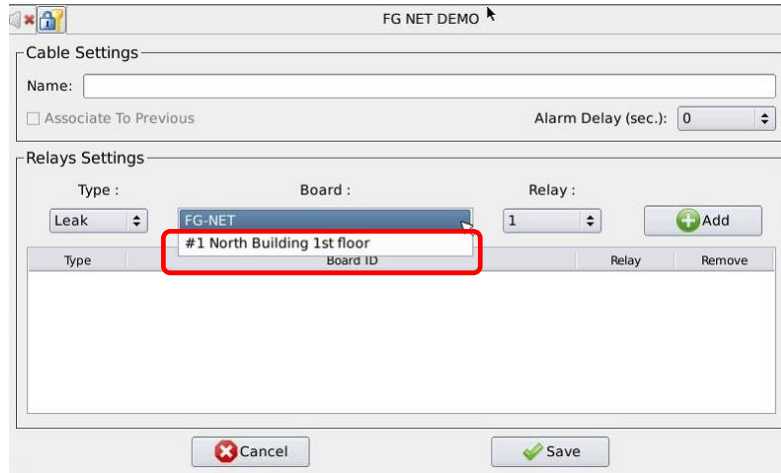 FG NET DEMO
Cable Settings
Name:
Associate To Previous Alarm Delay (sec.): 0
Relays Settings
Type : Board : Relay :
Leak FG-NET 1 Add
#1 North Building 1st floor
Type Board ID Relay Remove
Cancel Save